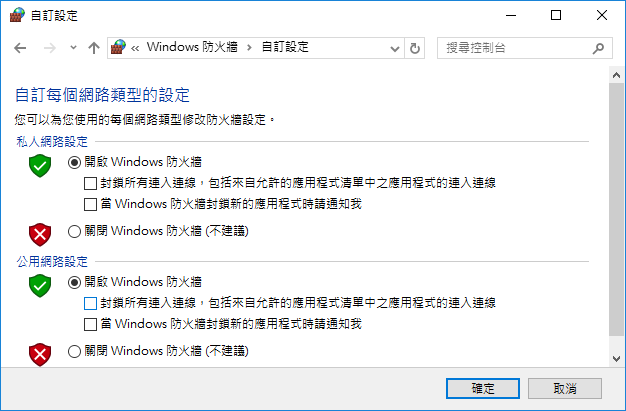 自訂設定
« Windows 防火牆 › 自訂設定
搜尋控制台
自訂每個網路類型的設定
您可以為您使用的每個網路類型修改防火牆設定。
私人網路設定
開啟 Windows 防火牆
封鎖所有連入連線，包括來自允許的應用程式清單中之應用程式的連入連線
當 Windows 防火牆封鎖新的應用程式時請通知我
關閉 Windows 防火牆 (不建議)
公用網路設定
開啟 Windows 防火牆
封鎖所有連入連線，包括來自允許的應用程式清單中之應用程式的連入連線
當 Windows 防火牆封鎖新的應用程式時請通知我
關閉 Windows 防火牆 (不建議)
確定
取消